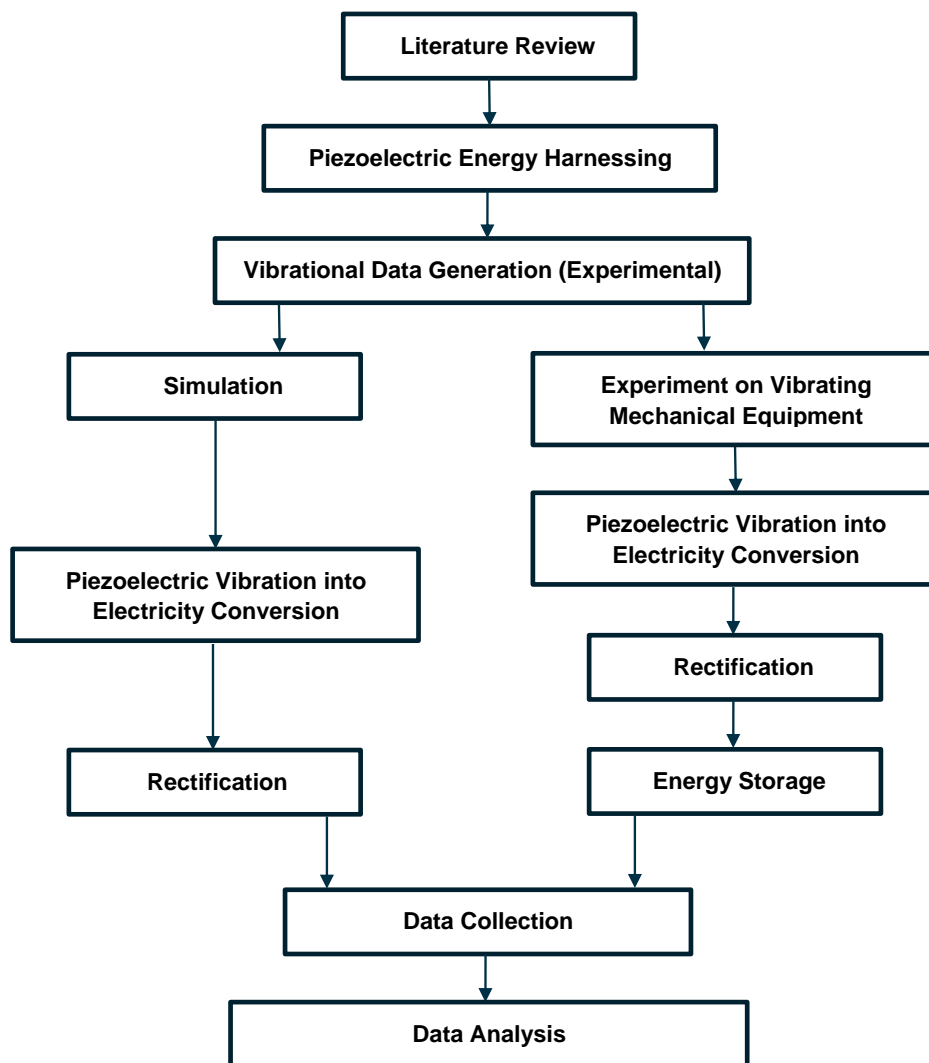 Literature Review
Piezoelectric Energy Harnessing
Vibrational Data Generation (Experimental)
Simulation
Piezoelectric Vibration into
Electricity Conversion
Rectification
Experiment on Vibrating
Mechanical Equipment
Piezoelectric Vibration into
Electricity Conversion
Rectification
Energy Storage
Data Collection
Data Analysis